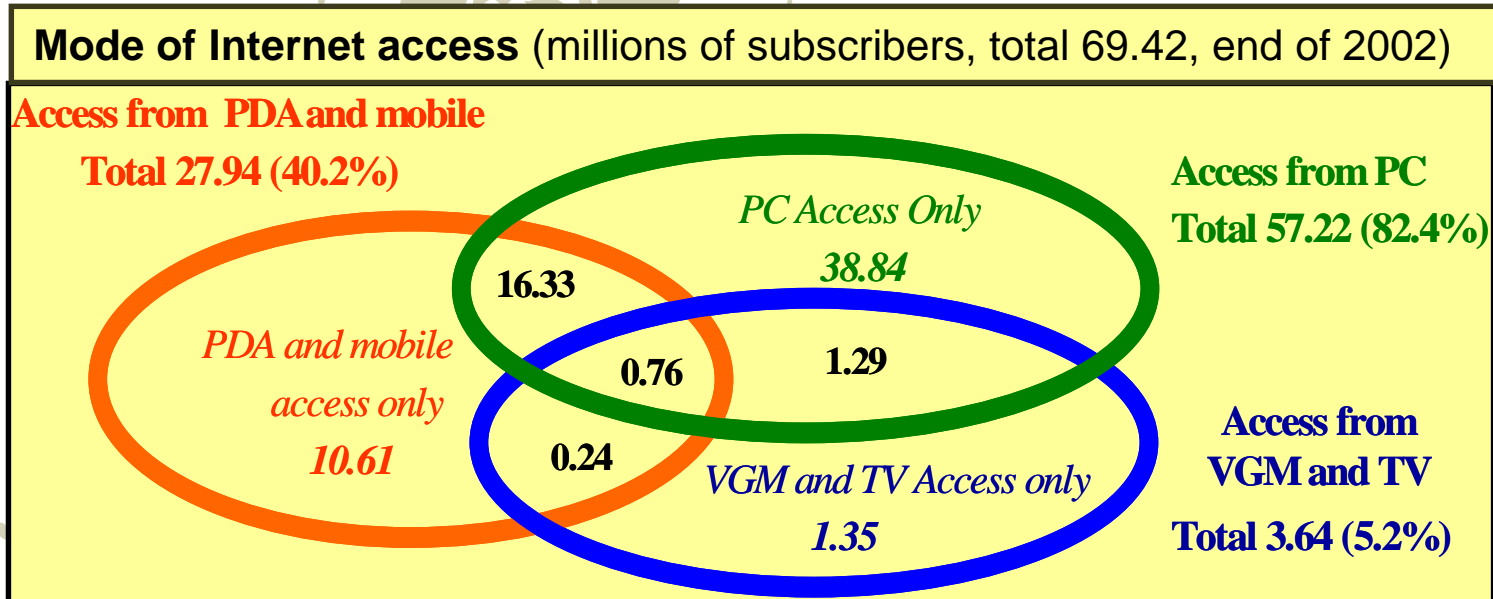 Mode of Internet access (millions of subscribers, total 69.42, end of 2002)
Access from PDA and mobile
Total 27.94 (40.2%)
Access from PC
Total 57.22 (82.4%)
PC Access Only
38.84
16.33
PDA and mobile
access only
10.61
0.76
1.29
0.24
VGM and TV Access only
1.35
Access from
VGM and TV
Total 3.64 (5.2%)